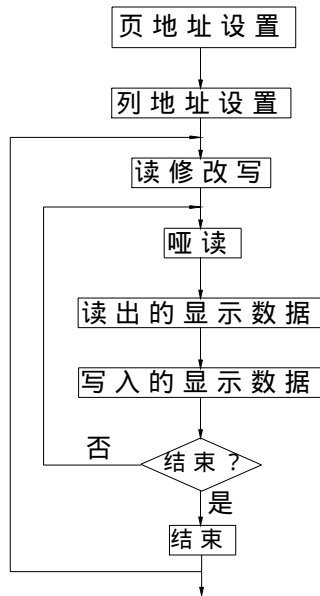 页地址设置
列地址设置
读修改写
哑读
读出的显示数据
写入的显示数据
否
结束?
是
结束